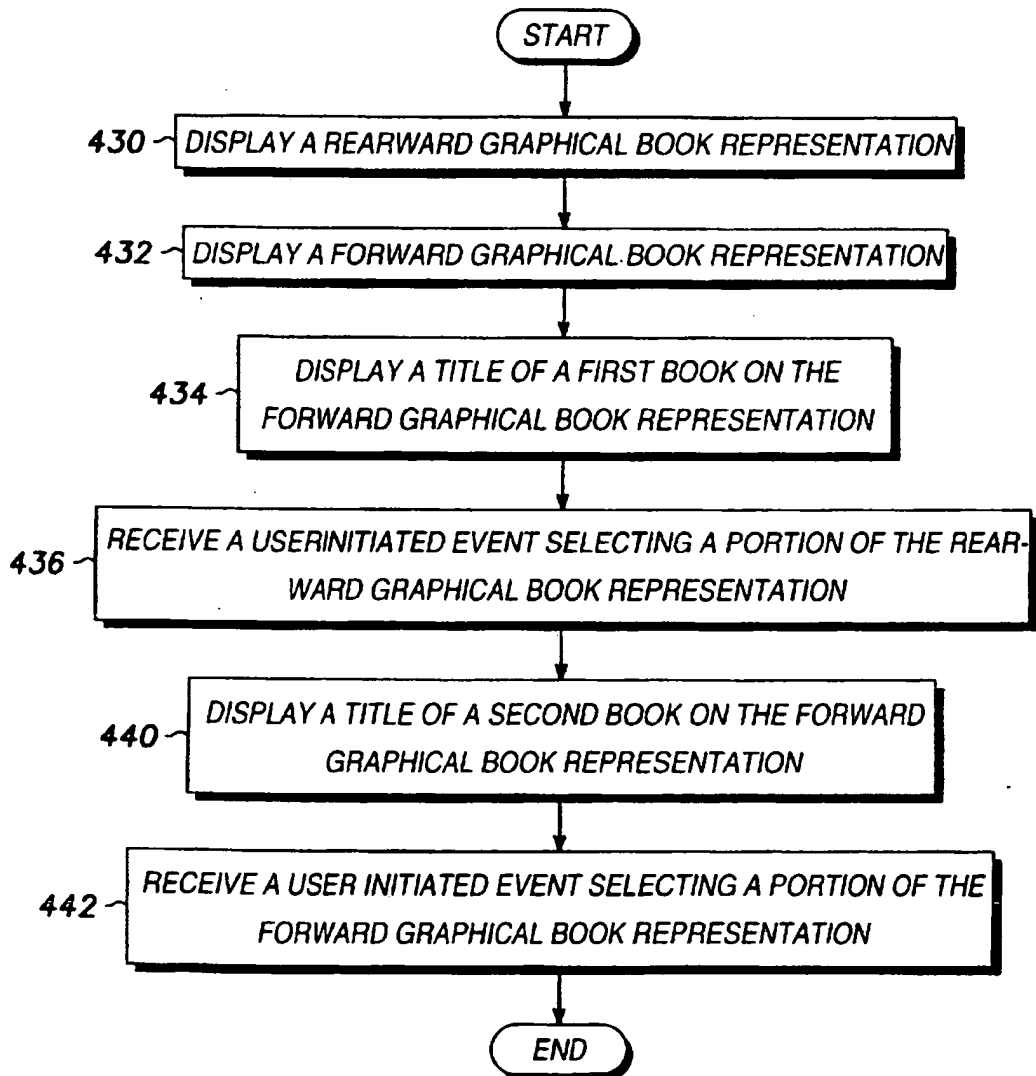 START
430 DISPLAY A REARWARD GRAPHICAL BOOK REPRESENTATION
432 DISPLAY A FORWARD GRAPHICAL BOOK REPRESENTATION
DISPLAY A TITLE OF A FIRST BOOK ON THE
434
FORWARD GRAPHICAL BOOK REPRESENTATION
RECEIVE A USERINITIATED EVENT SELECTING A PORTION OF THE REAR-
436
WARD GRAPHICAL BOOK REPRESENTATION
DISPLAY A TITLE OF A SECOND BOOK ON THE FORWARD
440
GRAPHICAL BOOK REPRESENTATION
RECEIVE A USER INITIATED EVENT SELECTING A PORTION OF THE
442
FORWARD GRAPHICAL BOOK REPRESENTATION
END